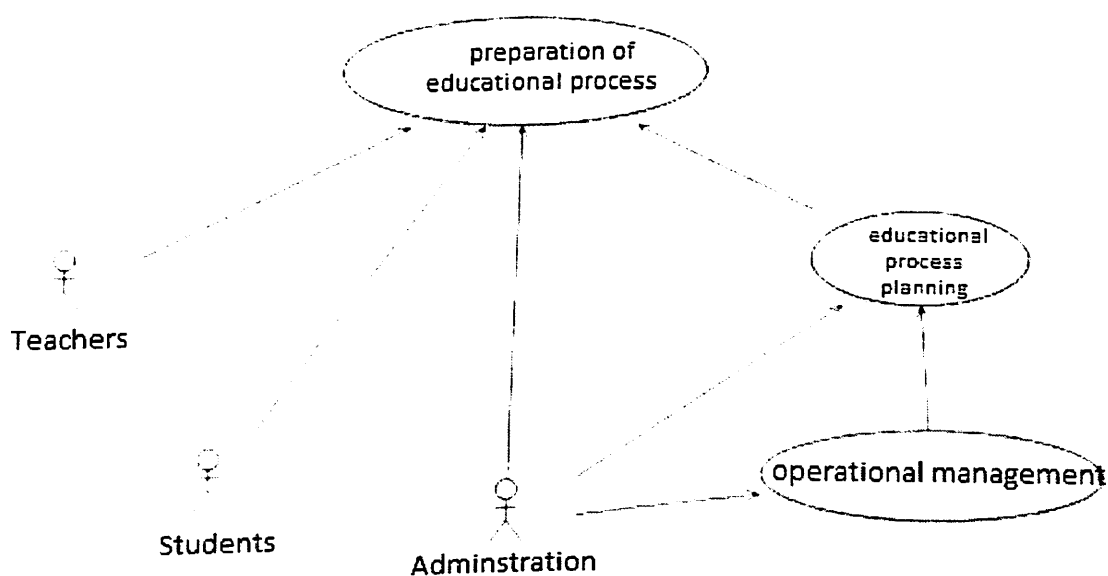 preparation of
educational process
educational
process
planning
Teachers
operational management
Students
Adminstration